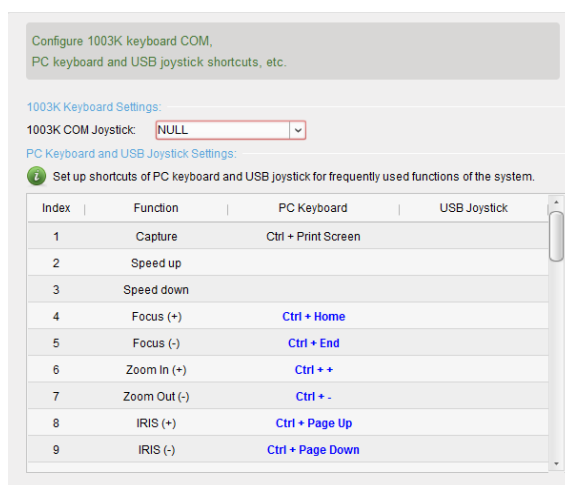 Configure 1003K keyboard COM,
PC keyboard and USB joystick shortcuts, etc.
1003K Keyboard Settings:
1003K COM Joystick: NULL
PC Keyboard and USB Joystick Settings:
Set up shortcuts of PC keyboard and USB joystick for frequently used functions of the system.
Index Function PC Keyboard USB Joystick
1 Capture Ctrl + Print Screen
2 Speed up
3 Speed down
4 Focus (+) Ctrl + Home
5 Focus (-) Ctrl + End
6 Zoom In (+) Ctrl + +
7 Zoom Out (-) Ctrl + -
8 IRIS (+) Ctrl + Page Up
9 IRIS (-) Ctrl + Page Down